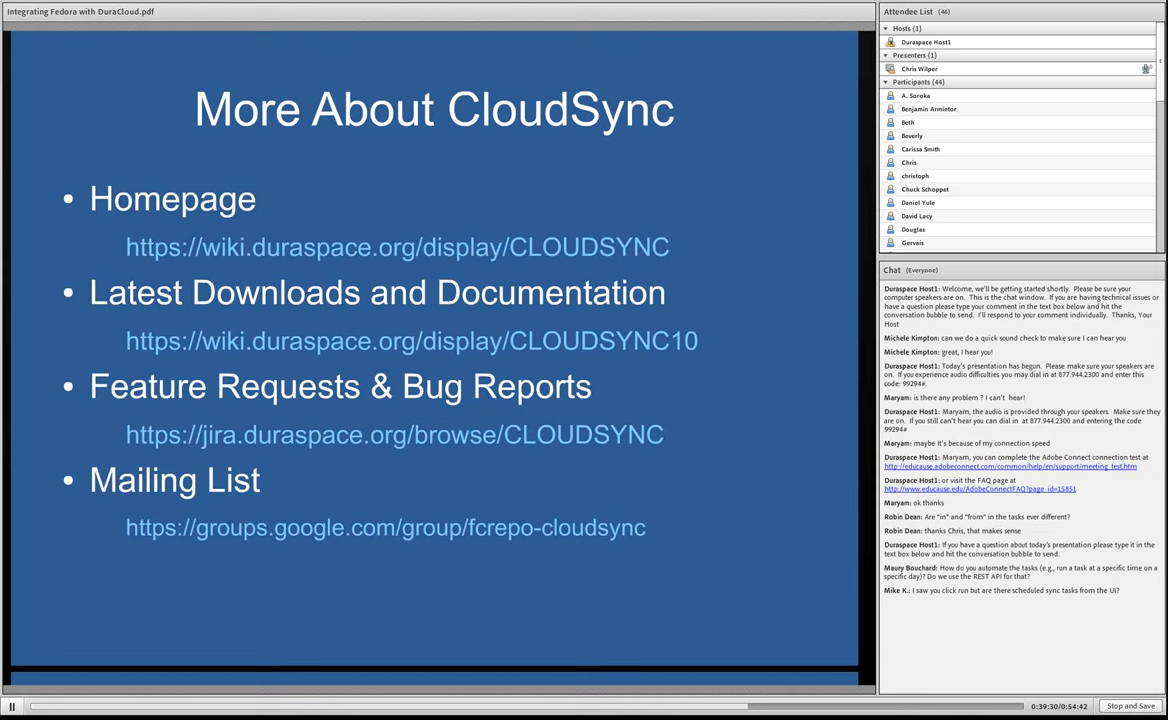 Integrating Fedora with DuraCloud.pdf
More About CloudSync
• Homepage
https://wiki.duraspace.org/display/CLOUDSYNC
• Latest Downloads and Documentation
https://wiki.duraspace.org/display/CLOUDSYNC10
• Feature Requests & Bug Reports
https://jira.duraspace.org/browse/CLOUDSYNC
• Mailing List
https://groups.google.com/group/fcrepo-cloudsync
Attendee List (46)
Hosts (1)
Duraspace Host1
Presenters (1)
Chris Wilper
Participants (44)
A. Soroka
Benjamin Armintor
Beth
Beverly
Carissa Smith
Chris
christoph
Chuck Schoppet
Daniel Yule
David Lacy
Douglas
Gervais
Chat (Everyone)
Duraspace Host1: Welcome, we'll be getting started shortly. Please be sure your
computer speakers are on. This is the chat window. If you are having technical issues or
have a question please type your comment in the text box below and hit the
conversation bubble to send. I'll respond to your comment individually. Thanks, Your
Host
Michele Kimpton: can we do a quick sound check to make sure I can hear you
Michele Kimpton: great, I hear you!
Duraspace Host1: Today's presentation has begun. Please make sure your speakers are
on. If you experience audio difficulties you may dial in at 877.944.2300 and enter this
code: 99294#.
Maryam: is there any problem ? I can't hear!
Duraspace Host1: Maryam, the audio is provided through your speakers. Make sure they
are on. If you still can't hear you can dial in at 877.944.2300 and entering the code
99294#
Maryam: maybe it's because of my connection speed
Duraspace Host1: Maryam, you can complete the Adobe Connect connection test at
http://educause.adobeconnect.com/common/help/en/support/meeting_test.htm
Duraspace Host1: or visit the FAQ page at
http://www.educause.edu/AdobeConnectFAQ?page_id=15851
Maryam: ok thanks
Robin Dean: Are "in" and "from" in the tasks ever different?
Robin Dean: thanks Chris, that makes sense
Duraspace Host1: If you have a question about today's presentation please type it in the
text box below and hit the conversation bubble to send.
Maury Bouchard: How do you automate the tasks (e.g., run a task at a specific time on a
specific day)? Do we use the REST API for that?
Mike K.: I saw you click run but are there scheduled sync tasks from the UI?
0:39:30/0:54:42
Stop and Save